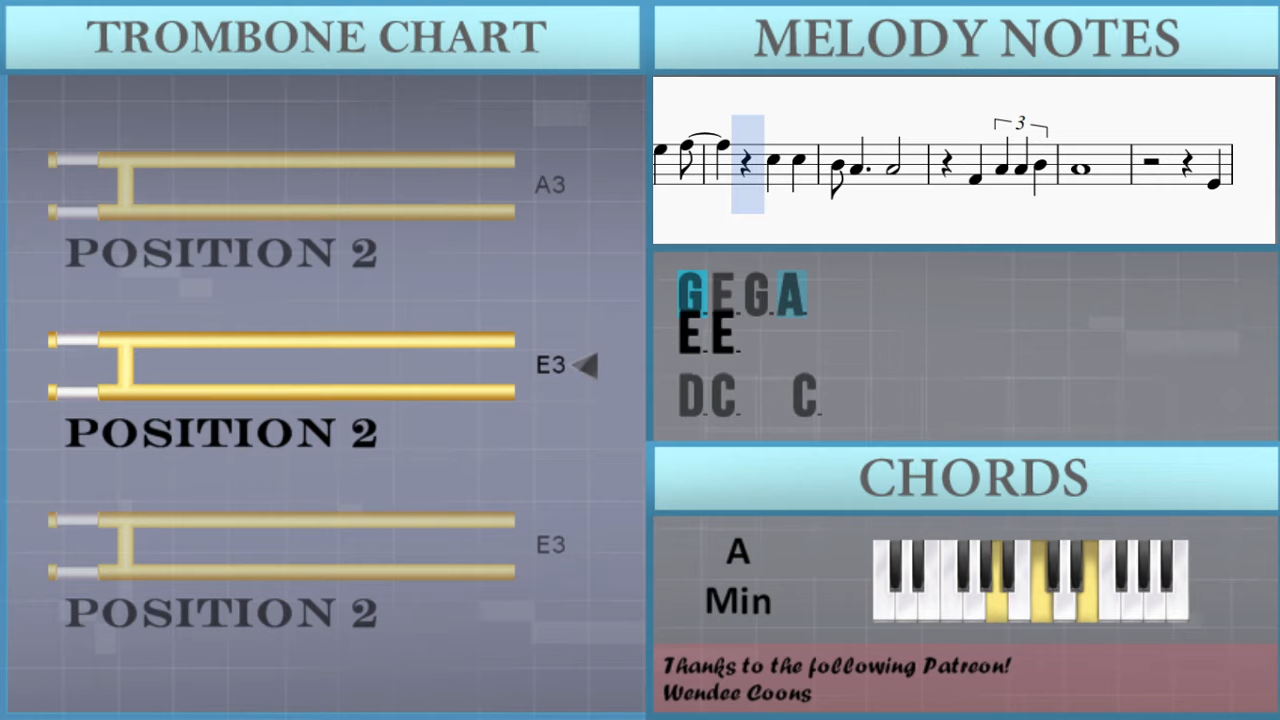 TROMBONE CHART
A3
POSITION 2
E3
POSITION 2
E3
POSITION 2
MELODY NOTES
3
G. E. G. A.
E. E.
D. C. C.
CHORDS
A
Min
Thanks to the following Patreon!
Wendee Coons